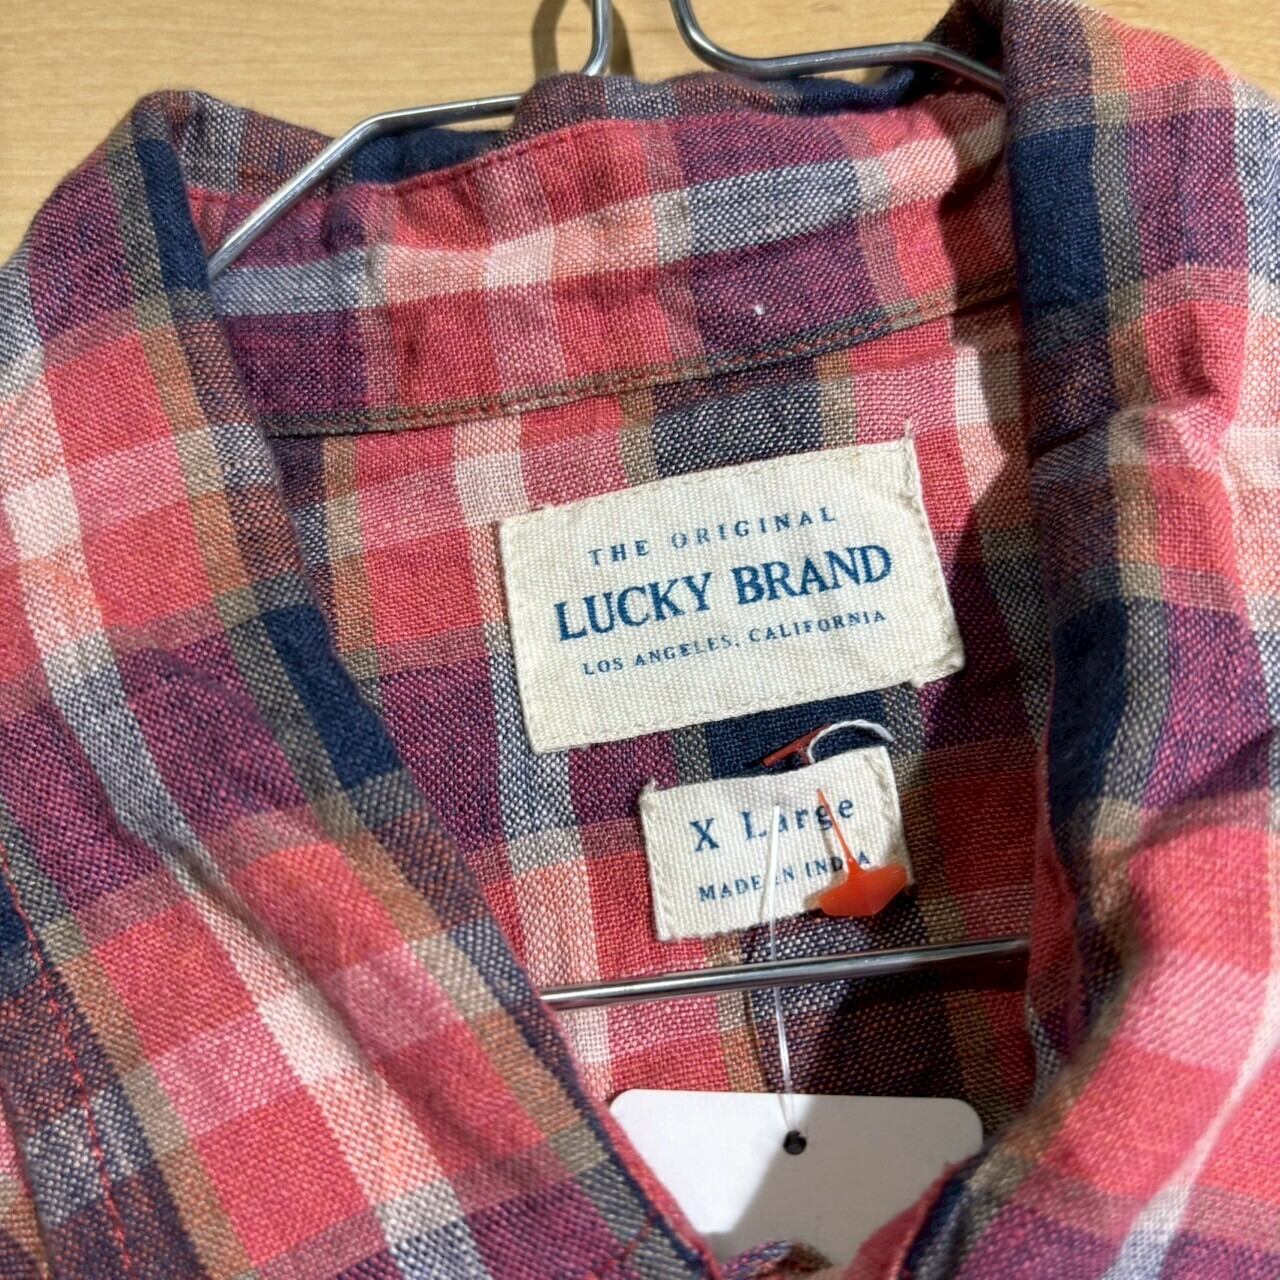 THE ORIGINAL
LUCKY BRAND
LOS ANGELES, CALIFORNIA
X Large
MADE IN INDIA